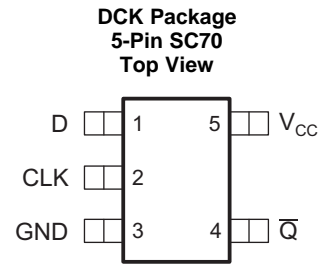 DCK Package
5-Pin SC70
Top View
D 1 5 VCC
CLK 2
GND 3 4 Q̅